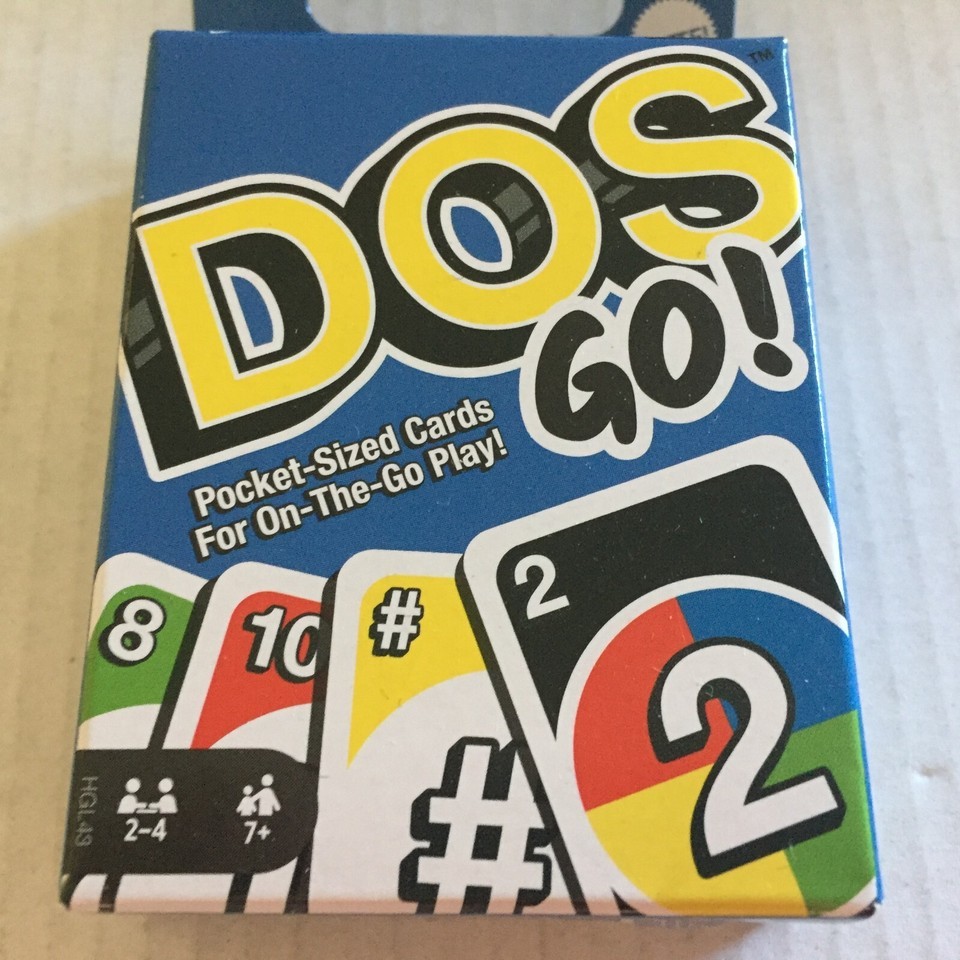 DOS
TM
GO!
Pocket-Sized Cards
For On-The-Go Play!
8
10
#
2
#
2
HGL43
2–4
7+